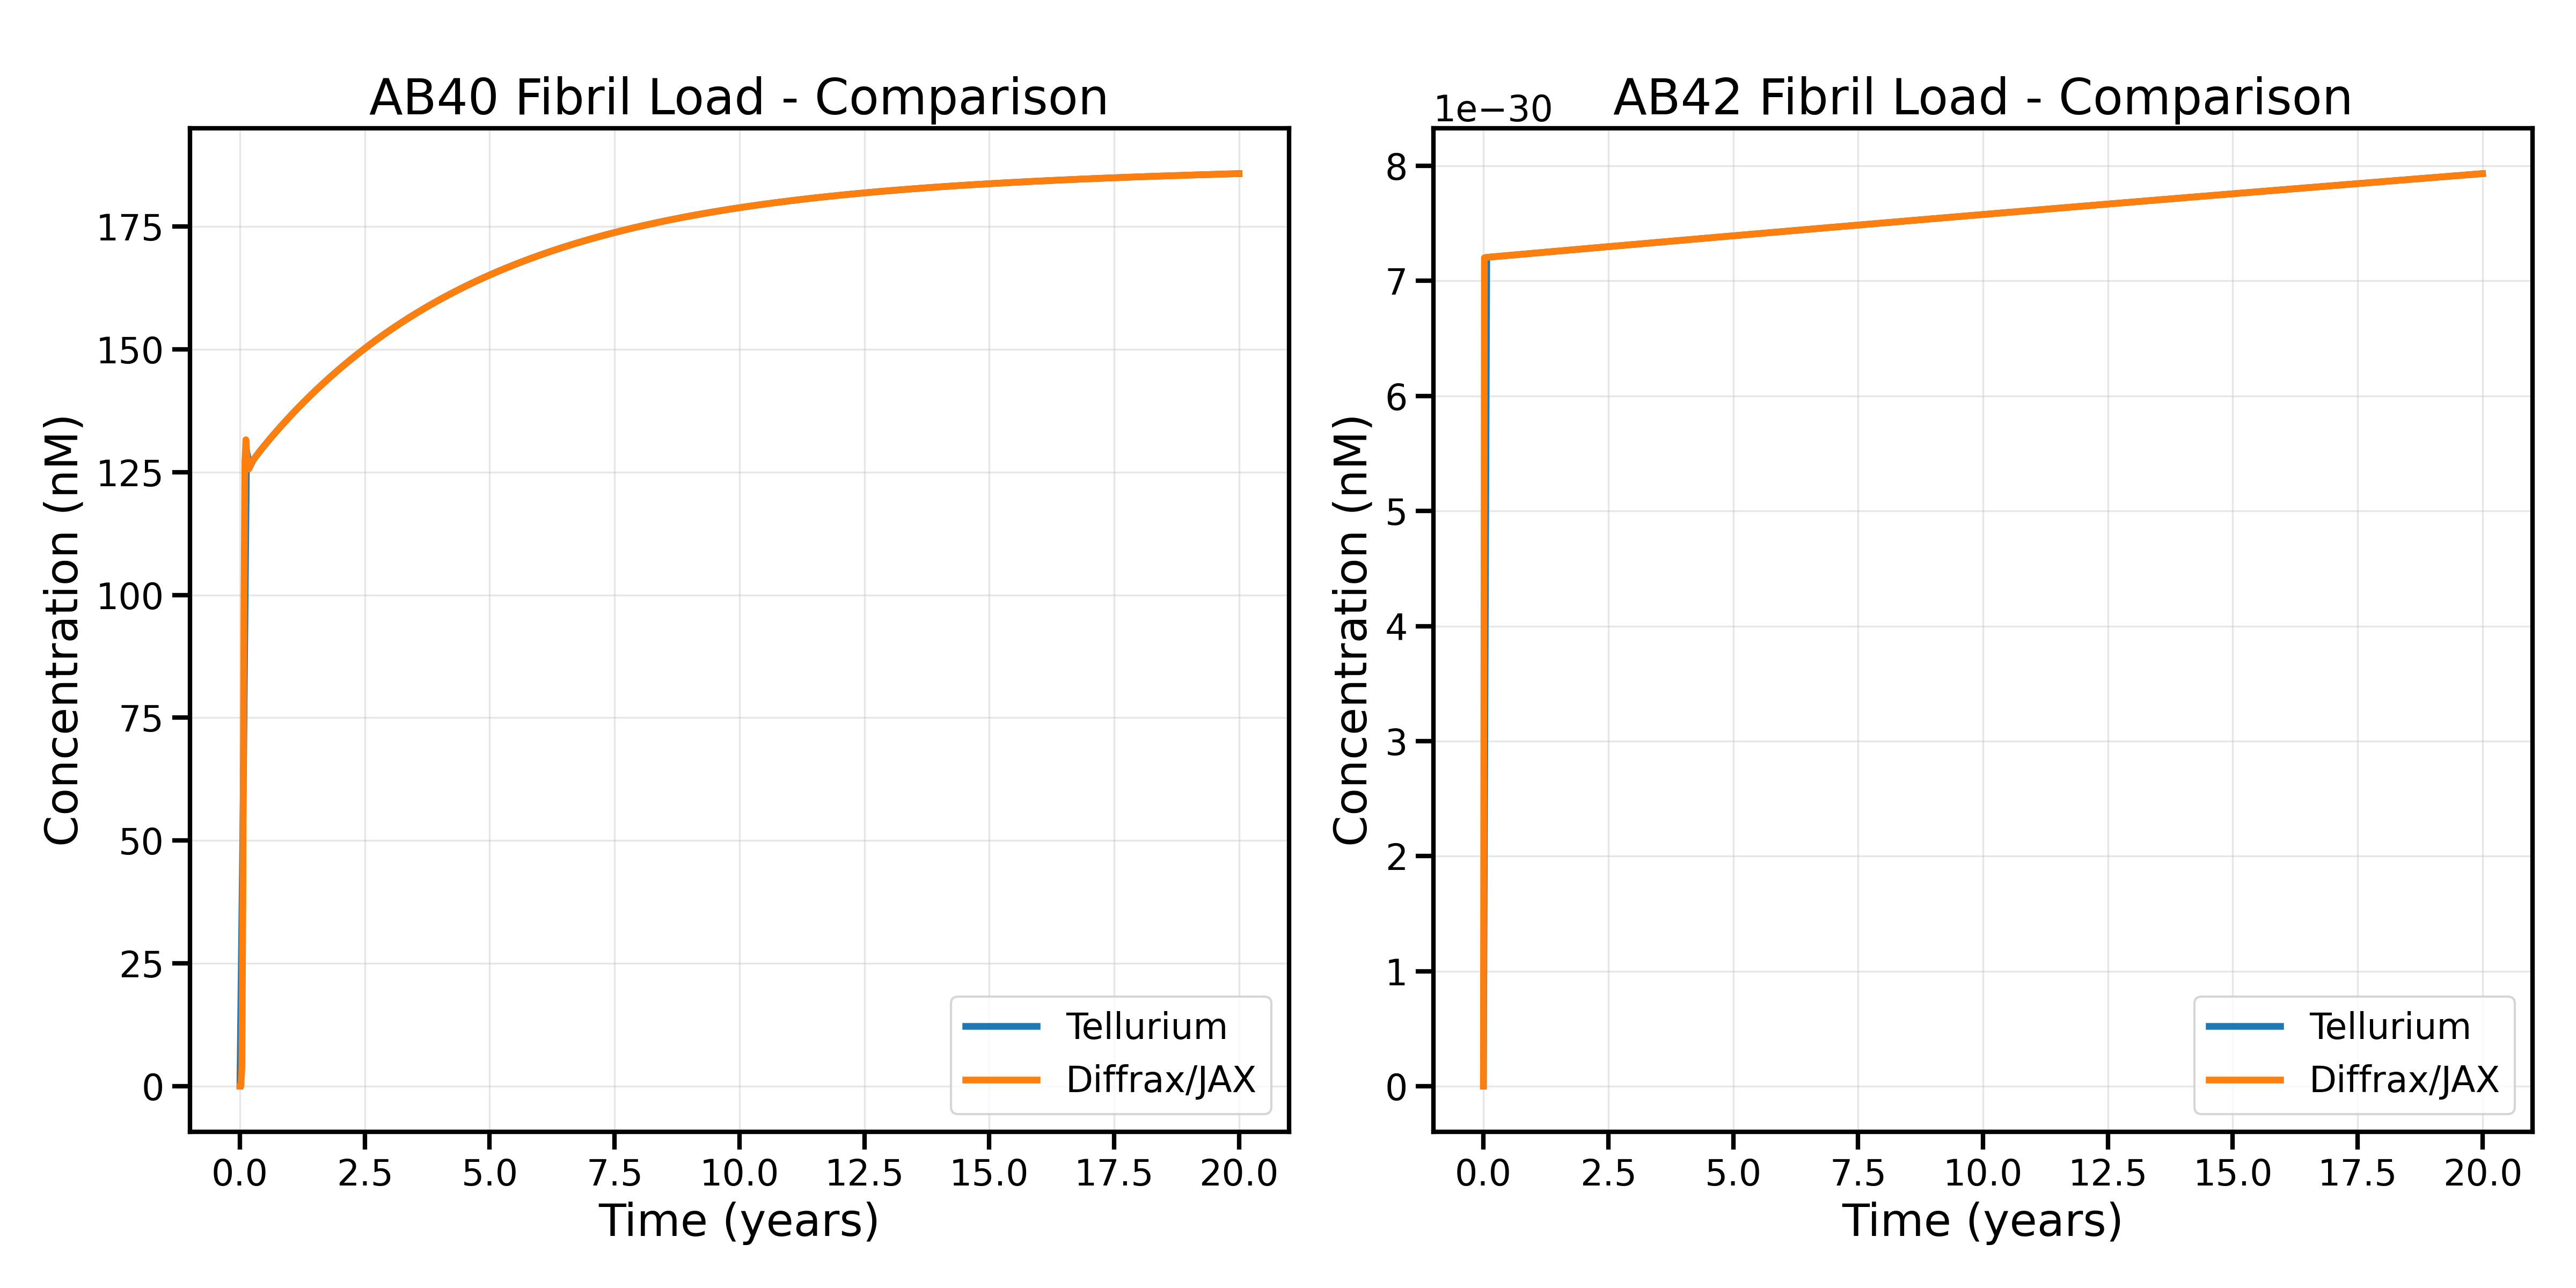 AB40 Fibril Load - Comparison
Concentration (nM)
175
150
125
100
75
50
25
0
0.0 2.5 5.0 7.5 10.0 12.5 15.0 17.5 20.0
Time (years)
Tellurium
Diffrax/JAX
AB42 Fibril Load - Comparison
1e−30
Concentration (nM)
8
7
6
5
4
3
2
1
0
0.0 2.5 5.0 7.5 10.0 12.5 15.0 17.5 20.0
Time (years)
Tellurium
Diffrax/JAX